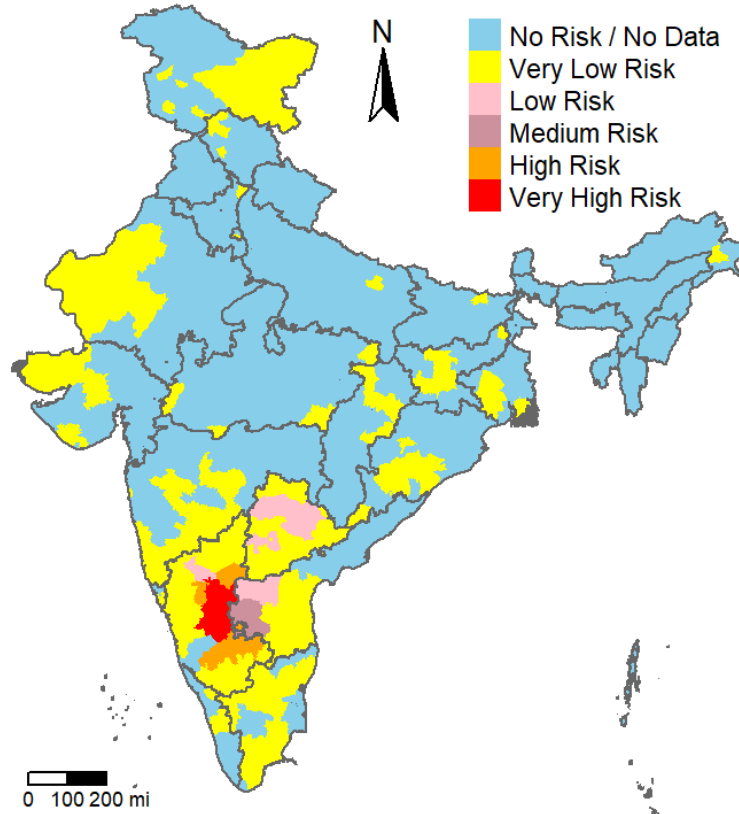 N
No Risk / No Data
Very Low Risk
Low Risk
Medium Risk
High Risk
Very High Risk
0 100 200 mi